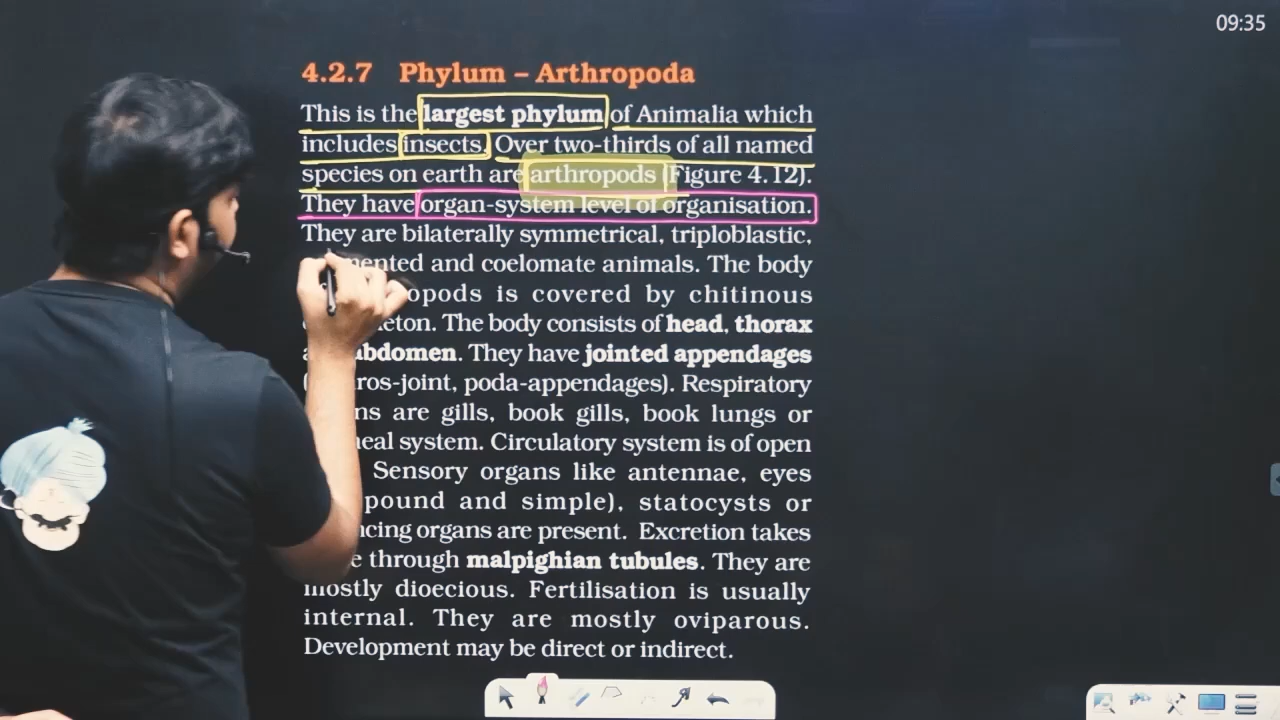 09:35
4.2.7 Phylum – Arthropoda
This is the largest phylum of Animalia which
includes insects. Over two-thirds of all named
species on earth are arthropods (Figure 4.12).
They have organ-system level of organisation.
They are bilaterally symmetrical, triploblastic,
mented and coelomate animals. The body
opods is covered by chitinous
eton. The body consists of head, thorax
abdomen. They have jointed appendages
ros-joint, poda-appendages). Respiratory
ns are gills, book gills, book lungs or
heal system. Circulatory system is of open
Sensory organs like antennae, eyes
pound and simple), statocysts or
ncing organs are present. Excretion takes
e through malpighian tubules. They are
mostly dioecious. Fertilisation is usually
internal. They are mostly oviparous.
Development may be direct or indirect.